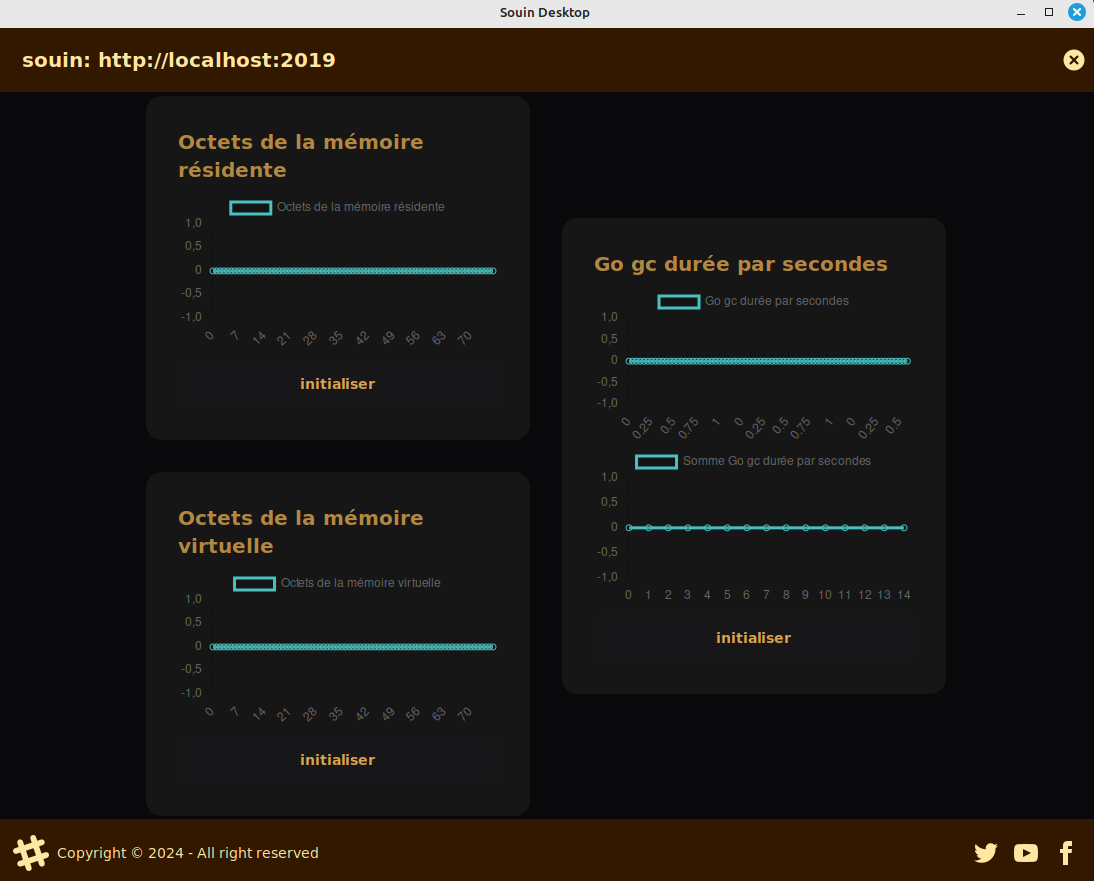 Souin Desktop
souin: http://localhost:2019
Octets de la mémoire
résidente
Octets de la mémoire résidente
1,0
0,5
0
-0,5
-1,0
0 7 14 21 28 35 42 49 56 63 70
initialiser
Octets de la mémoire
virtuelle
Octets de la mémoire virtuelle
1,0
0,5
0
-0,5
-1,0
0 7 14 21 28 35 42 49 56 63 70
initialiser
Go gc durée par secondes
Go gc durée par secondes
1,0
0,5
0
-0,5
-1,0
0 0.25 0.5 0.75 1 0 0.25 0.5 0.75 1 0 0.25 0.5
Somme Go gc durée par secondes
1,0
0,5
0
-0,5
-1,0
0 1 2 3 4 5 6 7 8 9 10 11 12 13 14
initialiser
Copyright © 2024 - All right reserved